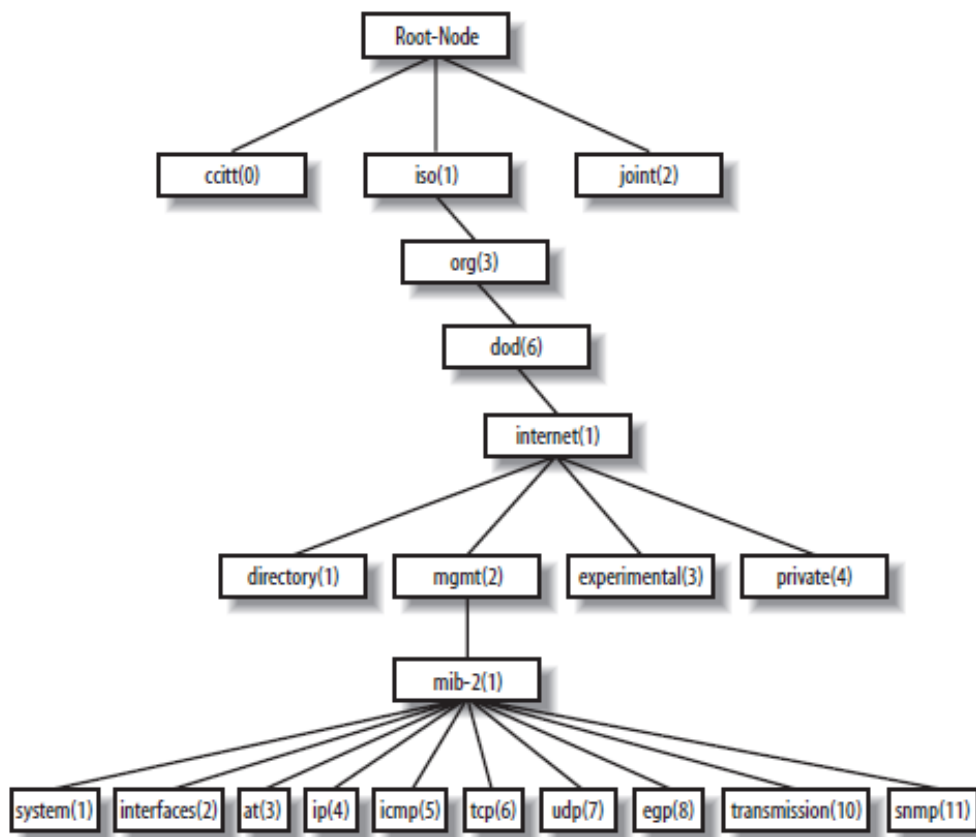 Root-Node
ccitt(0) iso(1) joint(2)
org(3)
dod(6)
internet(1)
directory(1) mgmt(2) experimental(3) private(4)
mib-2(1)
system(1) interfaces(2) at(3) ip(4) icmp(5) tcp(6) udp(7) egp(8) transmission(10) snmp(11)